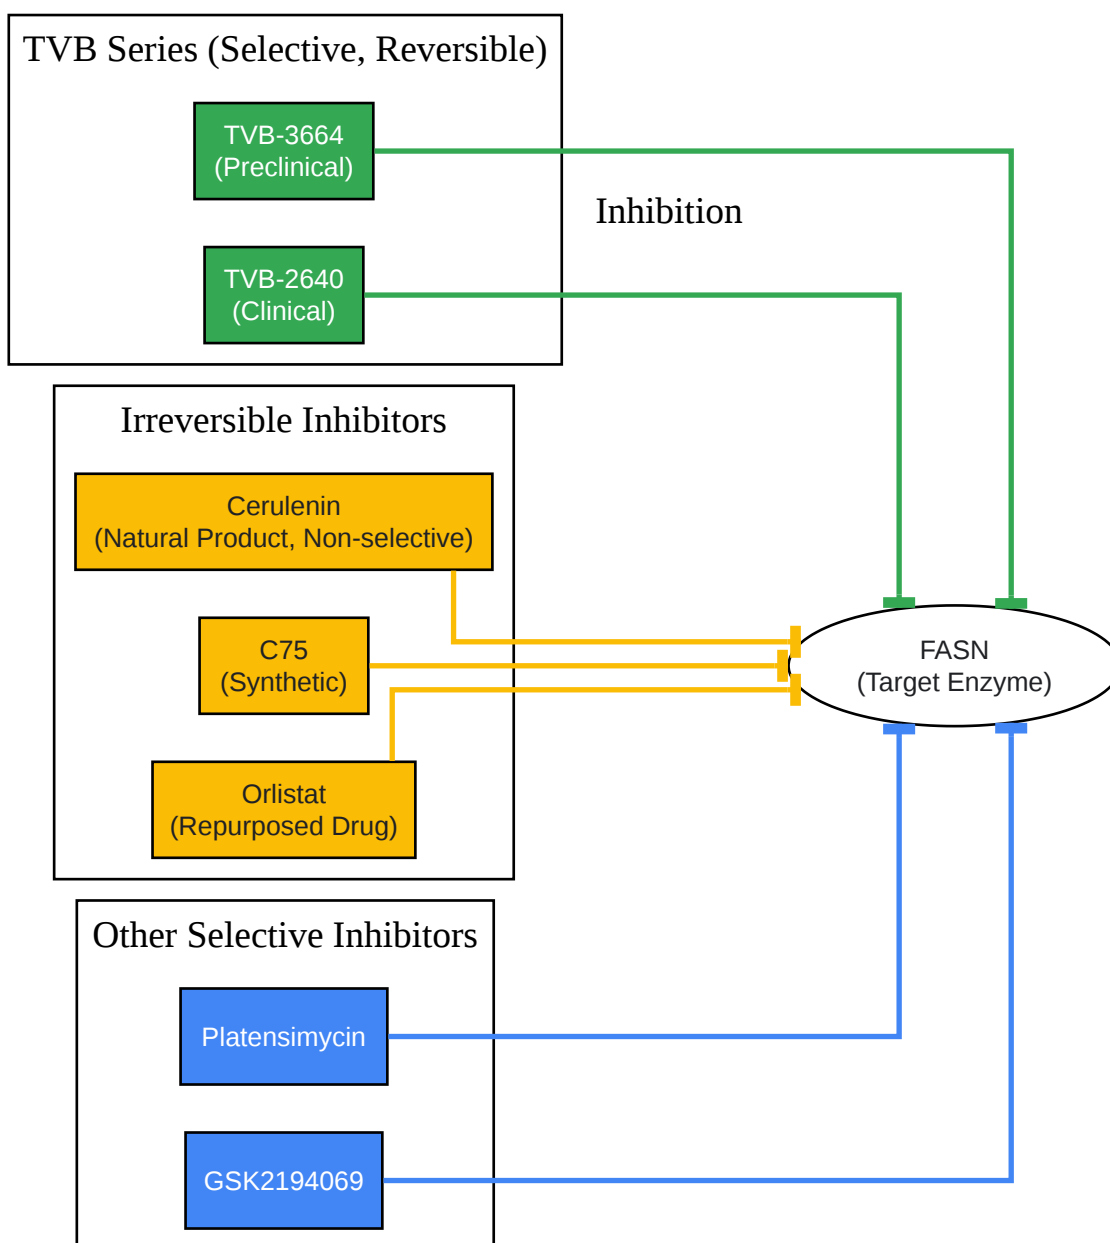 TVB Series (Selective, Reversible)
TVB-3664
(Preclinical)
Inhibition
TVB-2640
(Clinical)
Irreversible Inhibitors
Cerulenin
(Natural Product, Non-selective)
C75
(Synthetic)
FASN
(Target Enzyme)
Orlistat
(Repurposed Drug)
Other Selective Inhibitors
Platensimycin
GSK2194069